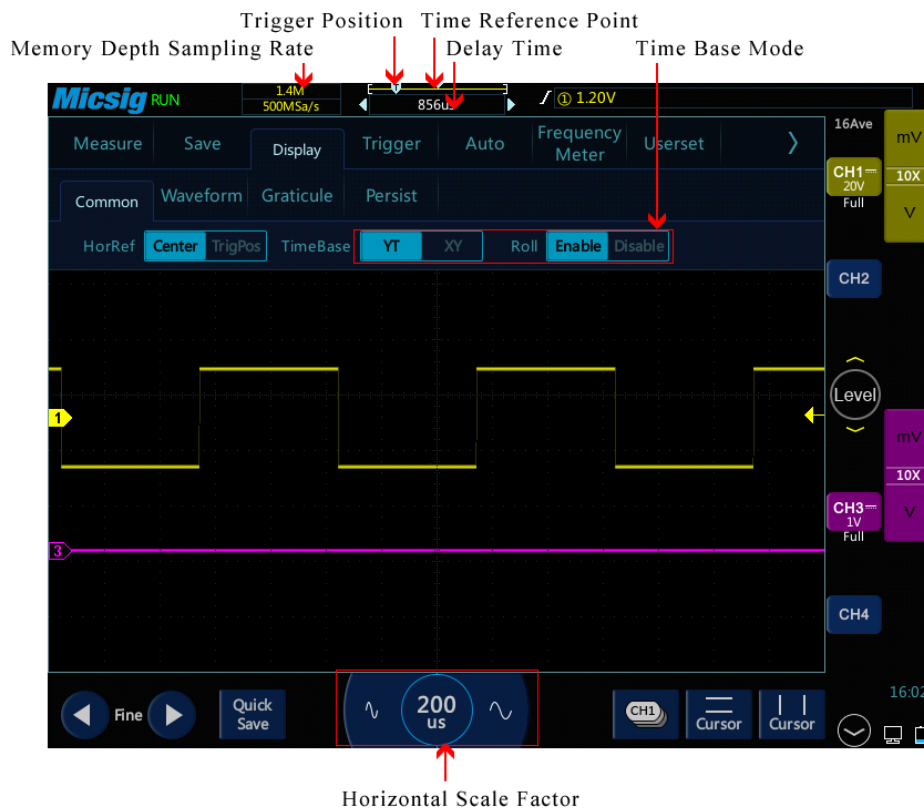 Trigger Position Time Reference Point
Memory Depth Sampling Rate Delay Time Time Base Mode
Micsig RUN 1.4M 500MSa/s T 856us ① 1.20V
Measure Save Display Trigger Auto Frequency Meter Userset
16Ave
mV
Common Waveform Graticule Persist
CH1 20V Full
10X
V
HorRef Center TrigPos TimeBase YT XY Roll Enable Disable
CH2
Level
1
mV
10X
CH3 1V Full
V
3
CH4
16:02
Fine
Quick Save
200 us
CH1
Cursor
Cursor
Horizontal Scale Factor